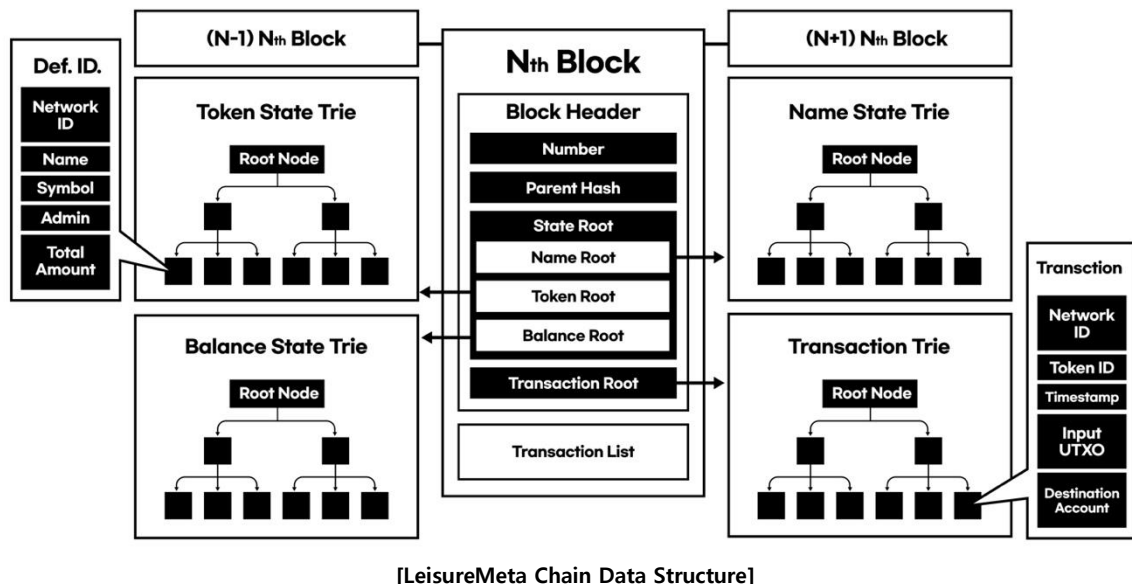 (N-1) Nth Block
Nth Block
(N+1) Nth Block
Def. ID.
Network
ID
Name
Symbol
Admin
Total
Amount
Token State Trie
Root Node
Balance State Trie
Root Node
Block Header
Number
Parent Hash
State Root
Name Root
Token Root
Balance Root
Transaction Root
Transaction List
Name State Trie
Root Node
Transaction Trie
Root Node
Transction
Network
ID
Token ID
Timestamp
Input
UTXO
Destination
Account
[LeisureMeta Chain Data Structure]